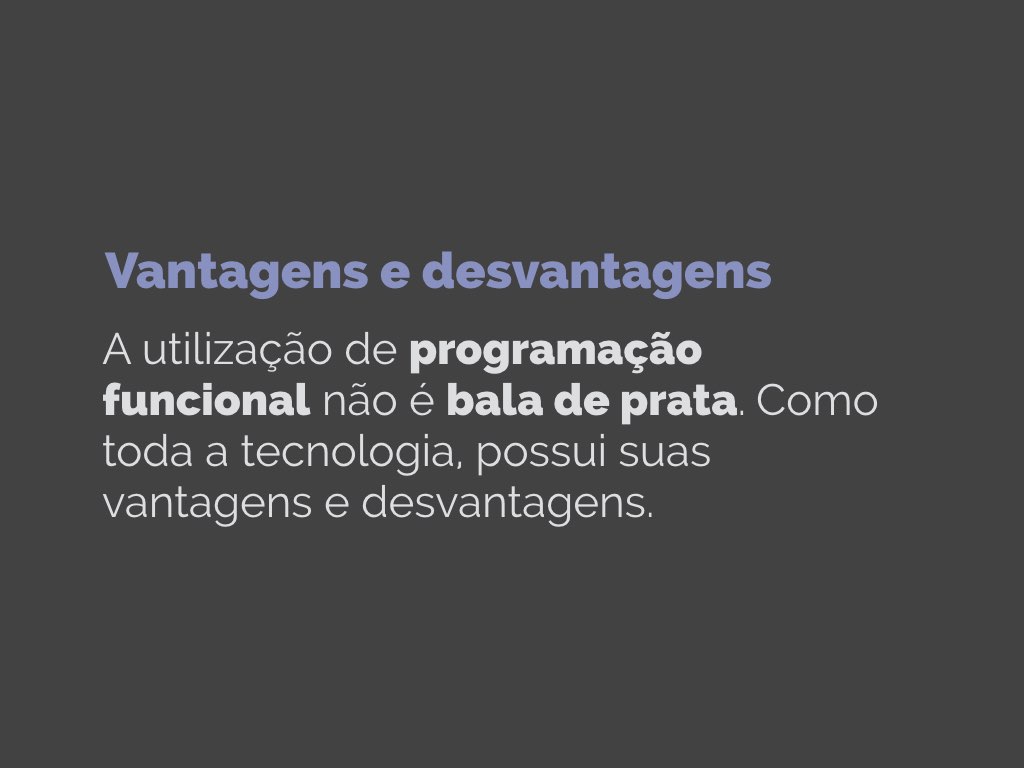 Vantagens e desvantagens
A utilização de programação
funcional não é bala de prata. Como
toda a tecnologia, possui suas
vantagens e desvantagens.